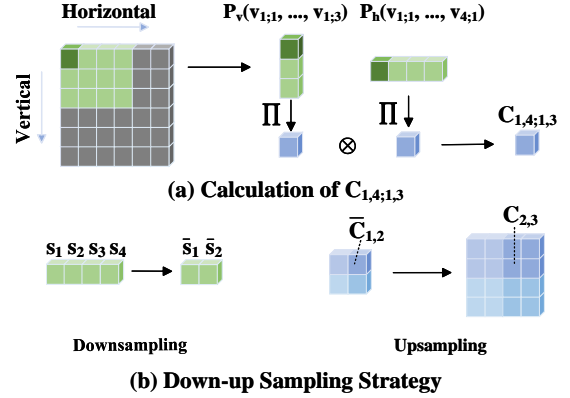 Horizontal
Vertical
P_v(v_{1;1}, ..., v_{1;3})
P_h(v_{1;1}, ..., v_{4;1})
∏
∏
⊗
C_{1,4;1,3}
(a) Calculation of C_{1,4;1,3}
s_1 s_2 s_3 s_4
s̄_1 s̄_2
C̄_{1,2}
C_{2,3}
Downsampling
Upsampling
(b) Down-up Sampling Strategy